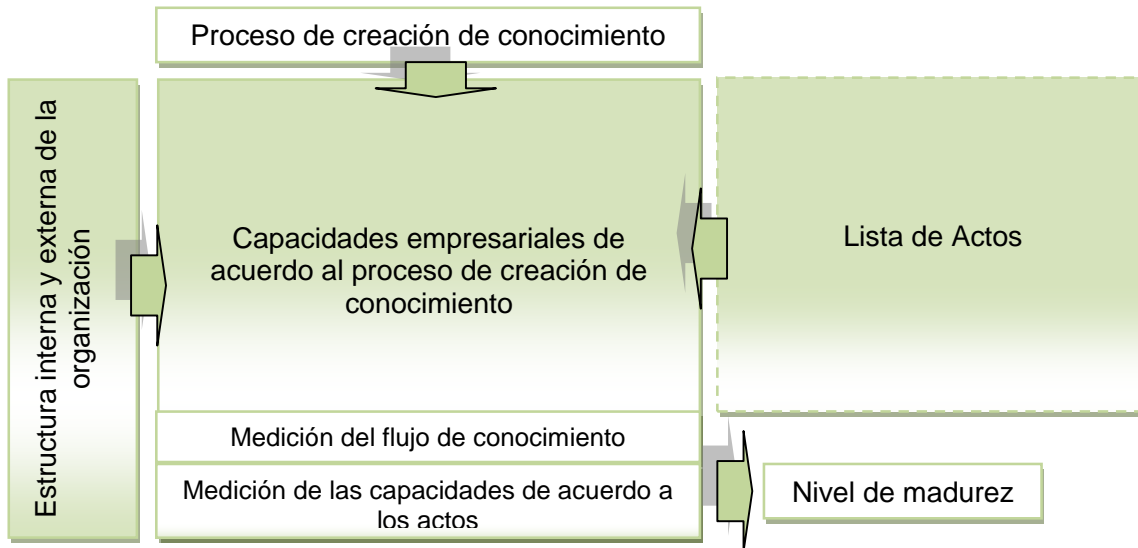 Proceso de creación de conocimiento
Estructura interna y externa de la
organización
Capacidades empresariales de
acuerdo al proceso de creación de
conocimiento
Lista de Actos
Medición del flujo de conocimiento
Medición de las capacidades de acuerdo a
los actos
Nivel de madurez